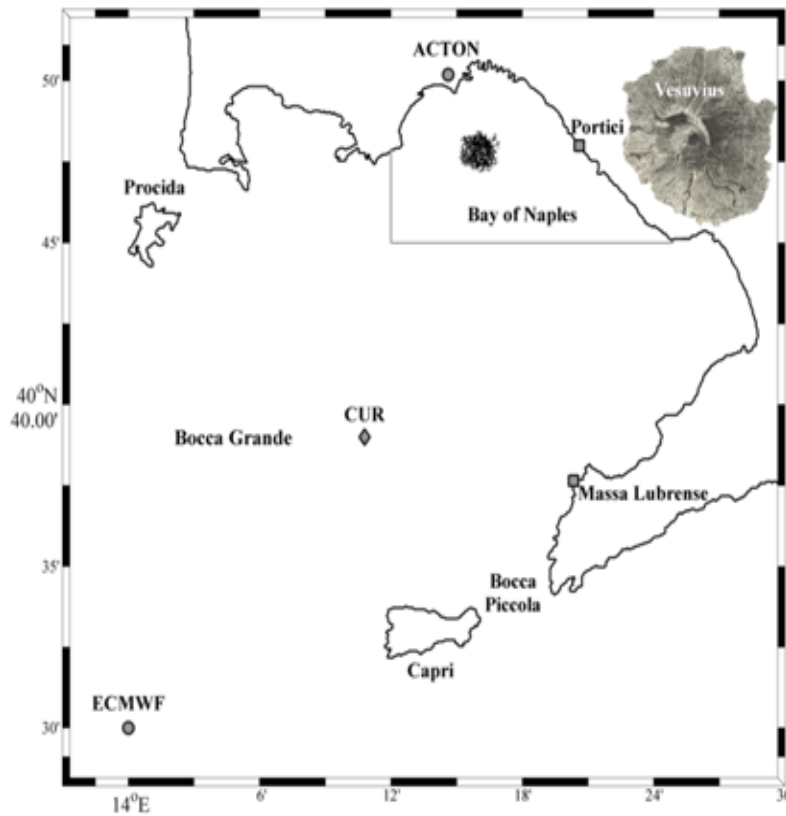 ACTON
50'
Vesuvius
Portici
Procida
Bay of Naples
45'
40°N
40.00'
CUR
Bocca Grande
Massa Lubrense
35'
Bocca
Piccola
Capri
ECMWF
30'
14°E
6'
12'
18'
24'